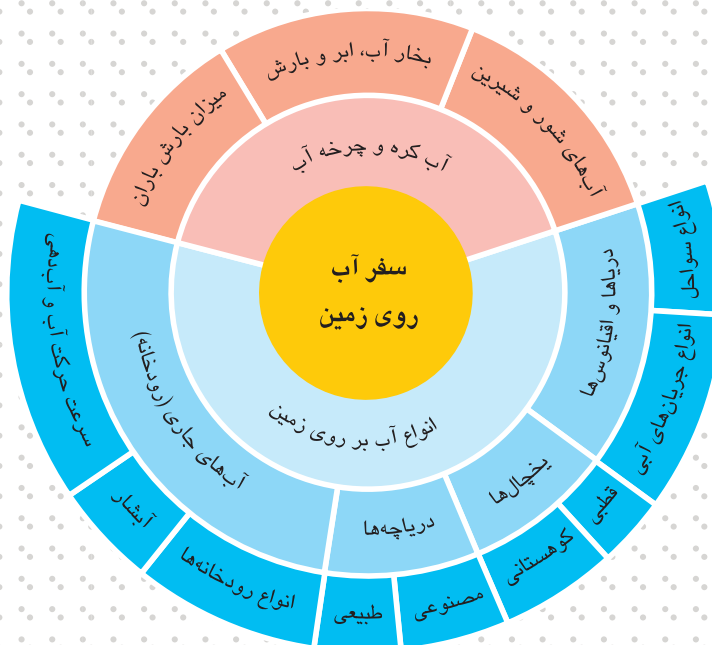 سفر آب
روی زمین
آب کره و چرخه آب
آب‌های شور و شیرین
بخار آب، ابر و بارش
میزان بارش باران
انواع آب بر روی زمین
دریاها و اقیانوس‌ها
انواع سواحل
انواع جریان‌های آبی
یخچال‌ها
قطبی
کوهستانی
دریاچه‌ها
مصنوعی
طبیعی
آب‌های جاری (رودخانه)
انواع رودخانه‌ها
آبشار
سرعت حرکت آب و آبدهی